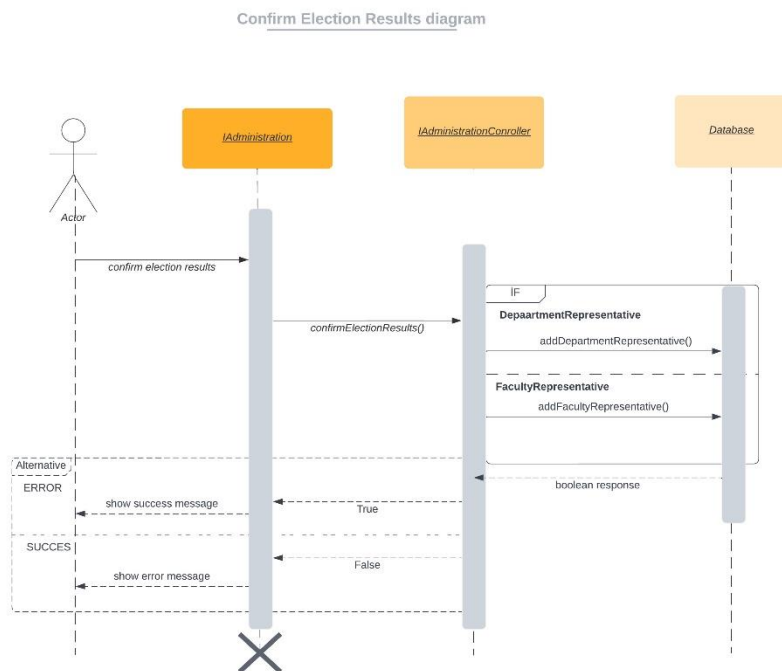 Confirm Election Results diagram
IAdministration
IAdministrationConroller
Database
Actor
confirm election results
İF
DepaartmentRepresentative
confirmElectionResults()
addDepartmentRepresentative()
FacultyRepresentative
addFacultyRepresentative()
Alternative
ERROR
boolean response
show success message
True
SUCCES
False
show error message